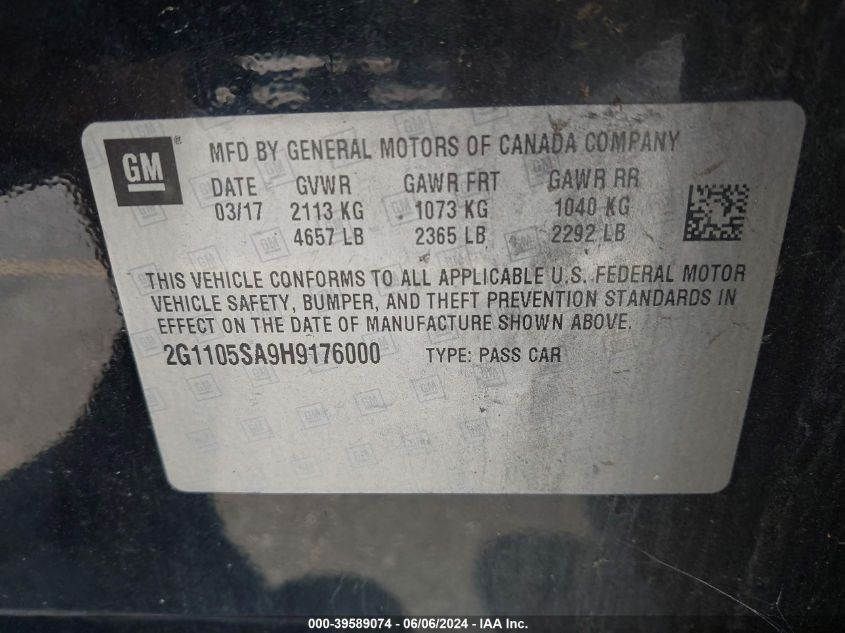 GM
MFD BY GENERAL MOTORS OF CANADA COMPANY
DATE GVWR GAWR FRT GAWR RR
03/17 2113 KG 1073 KG 1040 KG
4657 LB 2365 LB 2292 LB
THIS VEHICLE CONFORMS TO ALL APPLICABLE U.S. FEDERAL MOTOR
VEHICLE SAFETY, BUMPER, AND THEFT PREVENTION STANDARDS IN
EFFECT ON THE DATE OF MANUFACTURE SHOWN ABOVE.
2G1105SA9H9176000 TYPE: PASS CAR
000-39589074 - 06/06/2024 - IAA Inc.